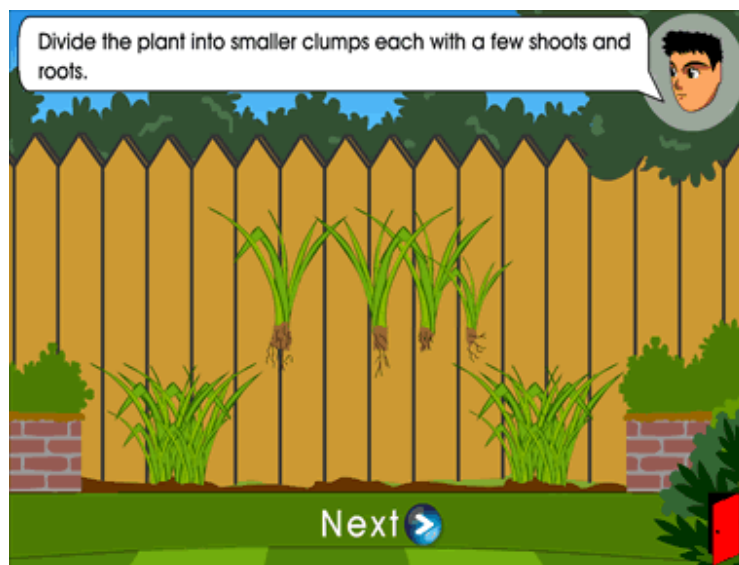 Divide the plant into smaller clumps each with a few shoots and
roots.
Next